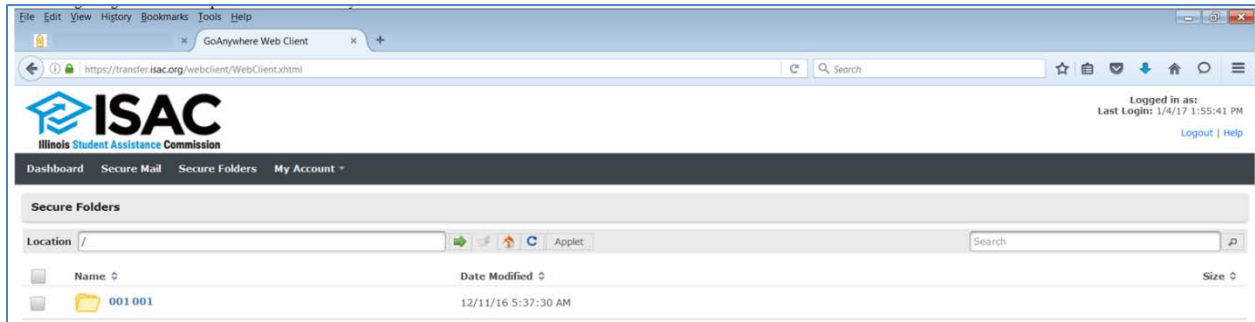 File Edit View History Bookmarks Tools Help
GoAnywhere Web Client
https://transfer.isac.org/webclient/WebClient.xhtml
Search
ISAC
Illinois Student Assistance Commission
Logged in as:
Last Login: 1/4/17 1:55:41 PM
Logout | Help
Dashboard Secure Mail Secure Folders My Account
Secure Folders
Location / Applet Search
Name Date Modified Size
001 001 12/11/16 5:37:30 AM